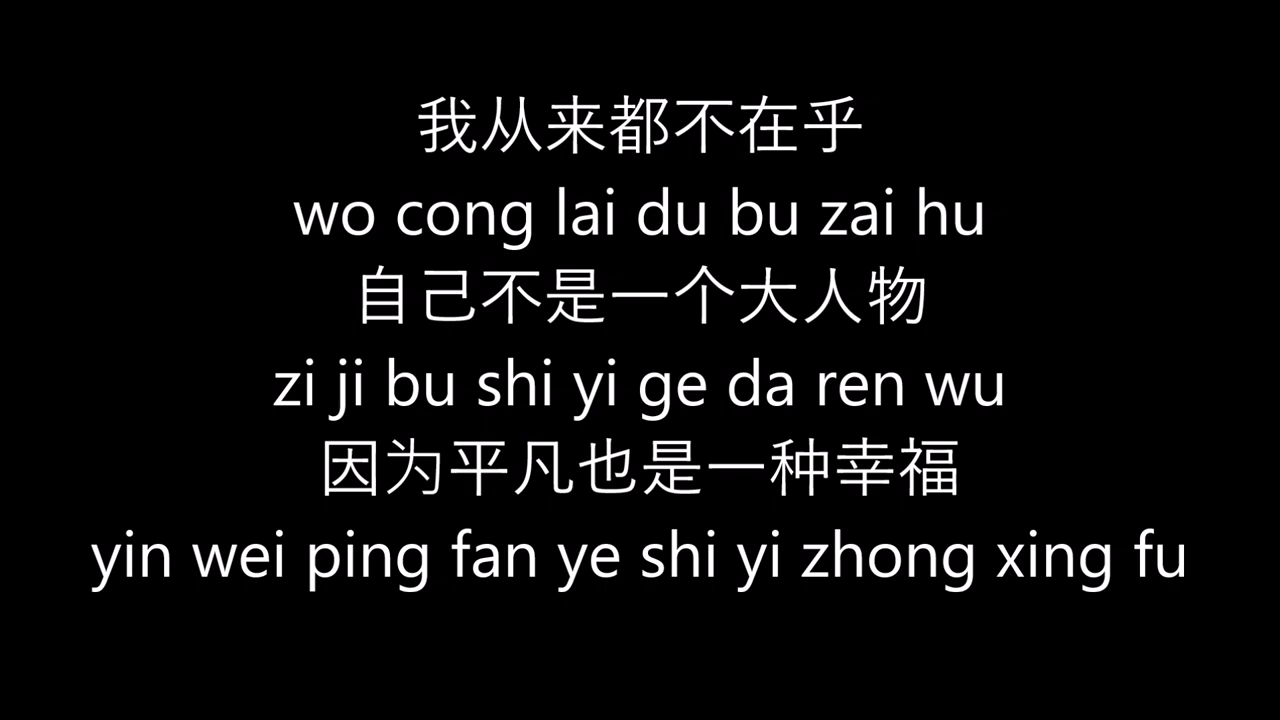 我从来都不在乎
wo cong lai du bu zai hu
自己不是一个大人物
zi ji bu shi yi ge da ren wu
因为平凡也是一种幸福
yin wei ping fan ye shi yi zhong xing fu